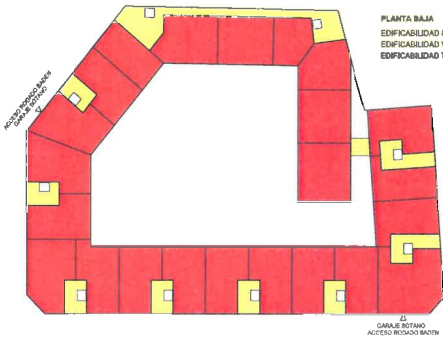 PLANTA BAJA
EDIFICABILIDAD
EDIFICABILIDAD
EDIFICABILIDAD T
ACCESO RODADO BADEN
GARAJE SOTANO
GARAJE SOTANO
ACCESO RODADO BADEN